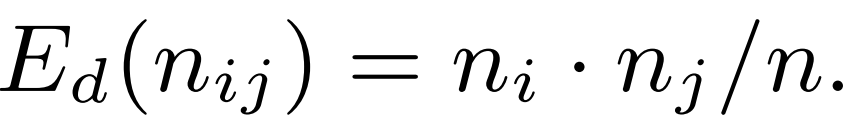 E_d(n_{ij}) = n_i · n_j/n.